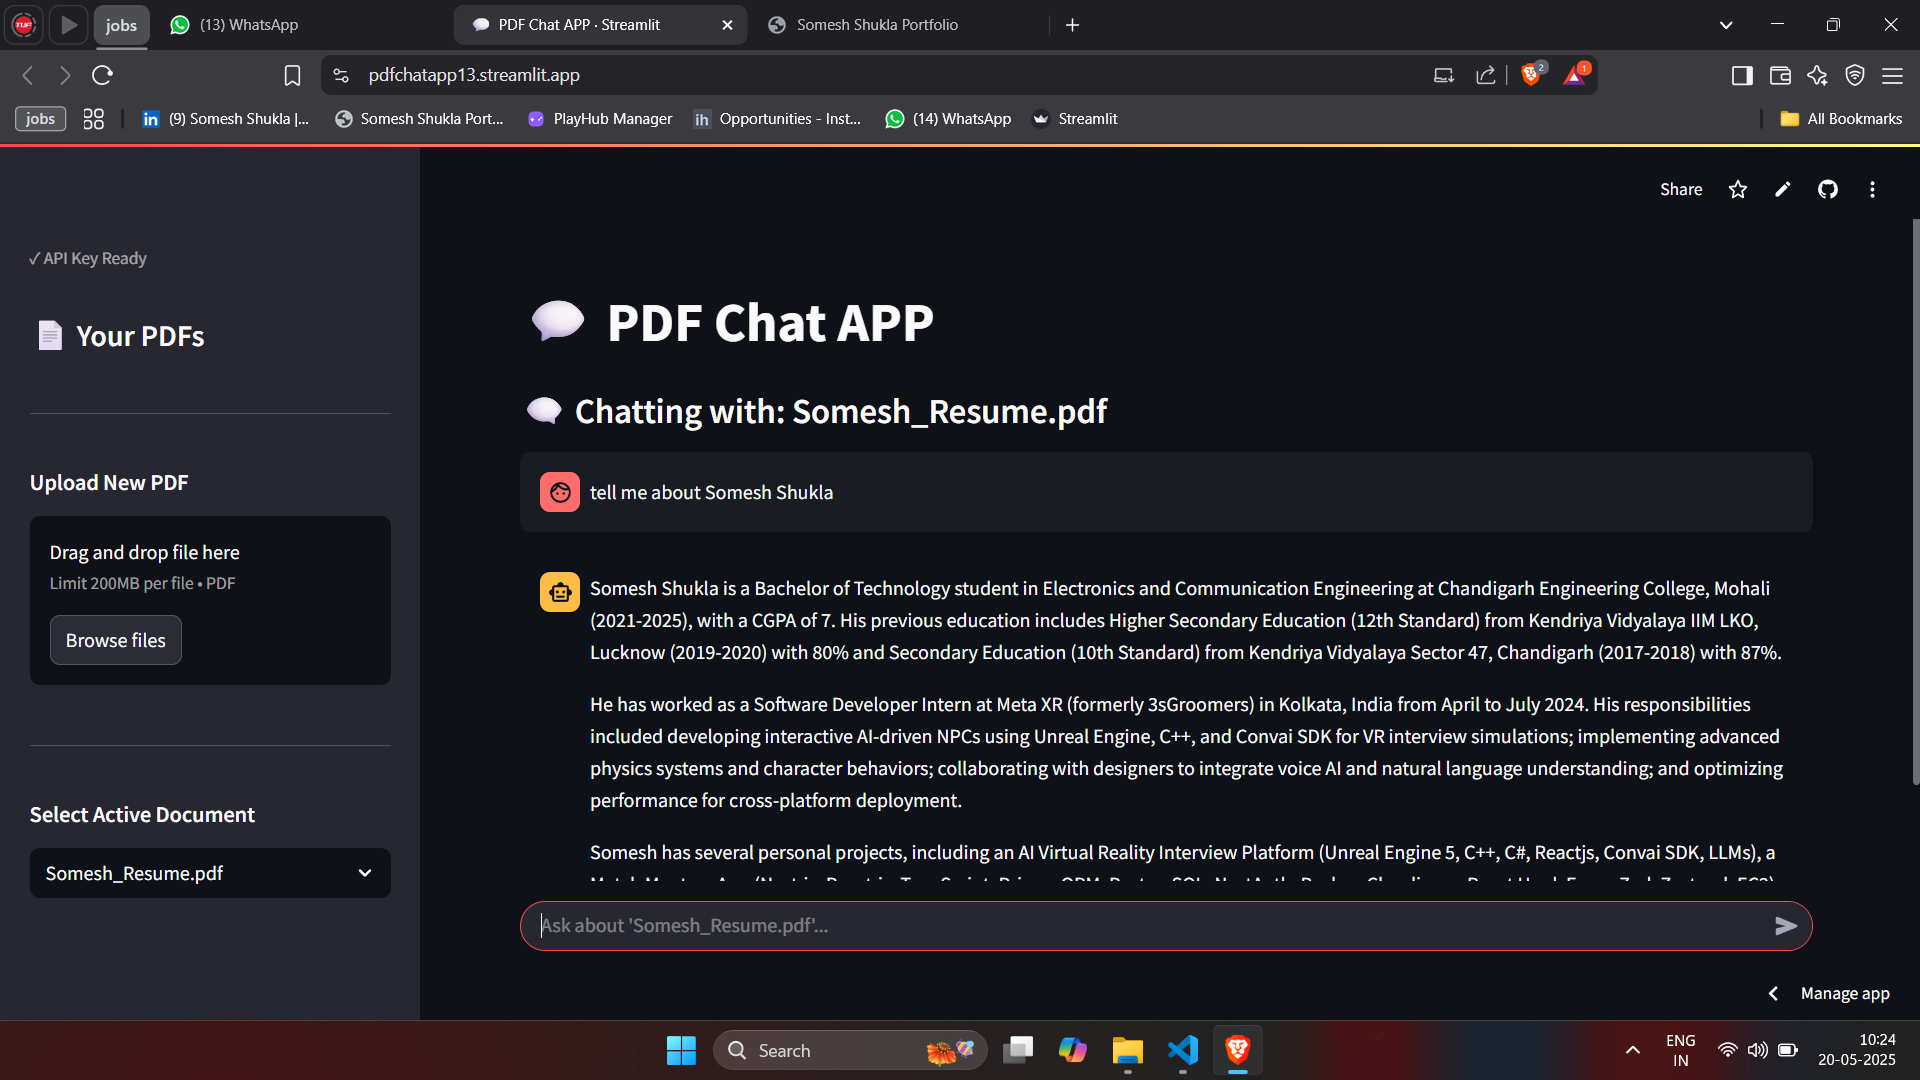 jobs
(13) WhatsApp
PDF Chat APP · Streamlit
Somesh Shukla Portfolio
pdfchatapp13.streamlit.app
2
1
jobs
(9) Somesh Shukla |...
Somesh Shukla Port...
PlayHub Manager
ih
Opportunities - Inst...
(14) WhatsApp
Streamlit
All Bookmarks
Share
✓ API Key Ready
Your PDFs
Upload New PDF
Drag and drop file here
Limit 200MB per file • PDF
Browse files
Select Active Document
Somesh_Resume.pdf
PDF Chat APP
Chatting with: Somesh_Resume.pdf
tell me about Somesh Shukla
Somesh Shukla is a Bachelor of Technology student in Electronics and Communication Engineering at Chandigarh Engineering College, Mohali
(2021-2025), with a CGPA of 7. His previous education includes Higher Secondary Education (12th Standard) from Kendriya Vidyalaya IIM LKO,
Lucknow (2019-2020) with 80% and Secondary Education (10th Standard) from Kendriya Vidyalaya Sector 47, Chandigarh (2017-2018) with 87%.
He has worked as a Software Developer Intern at Meta XR (formerly 3sGroomers) in Kolkata, India from April to July 2024. His responsibilities
included developing interactive AI-driven NPCs using Unreal Engine, C++, and Convai SDK for VR interview simulations; implementing advanced
physics systems and character behaviors; collaborating with designers to integrate voice AI and natural language understanding; and optimizing
performance for cross-platform deployment.
Somesh has several personal projects, including an AI Virtual Reality Interview Platform (Unreal Engine 5, C++, C#, Reactjs, Convai SDK, LLMs), a
Ask about 'Somesh_Resume.pdf'...
Manage app
Search
ENG
IN
10:24
20-05-2025